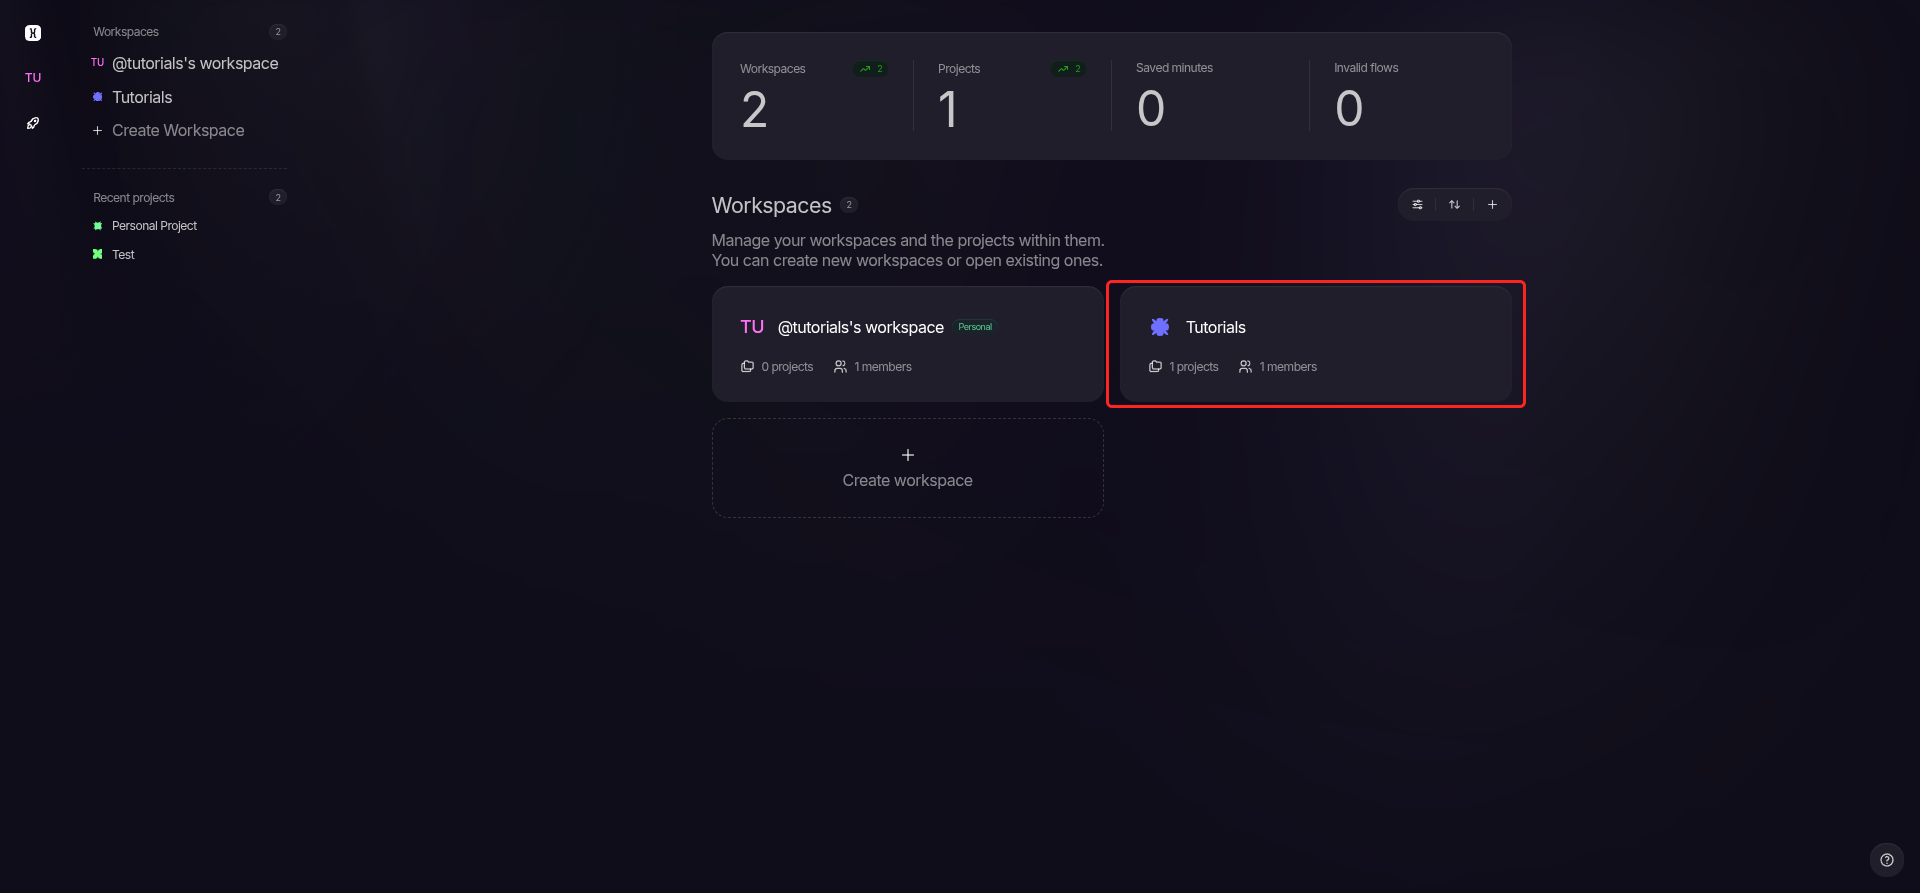 Workspaces 2
TU @tutorials's workspace
Tutorials
Create Workspace
Recent projects 2
Personal Project
Test
TU
Workspaces 2
2
Projects 2
1
Saved minutes
0
Invalid flows
0
Workspaces 2
Manage your workspaces and the projects within them.
You can create new workspaces or open existing ones.
TU @tutorials's workspace Personal
0 projects 1 members
Tutorials
1 projects 1 members
Create workspace